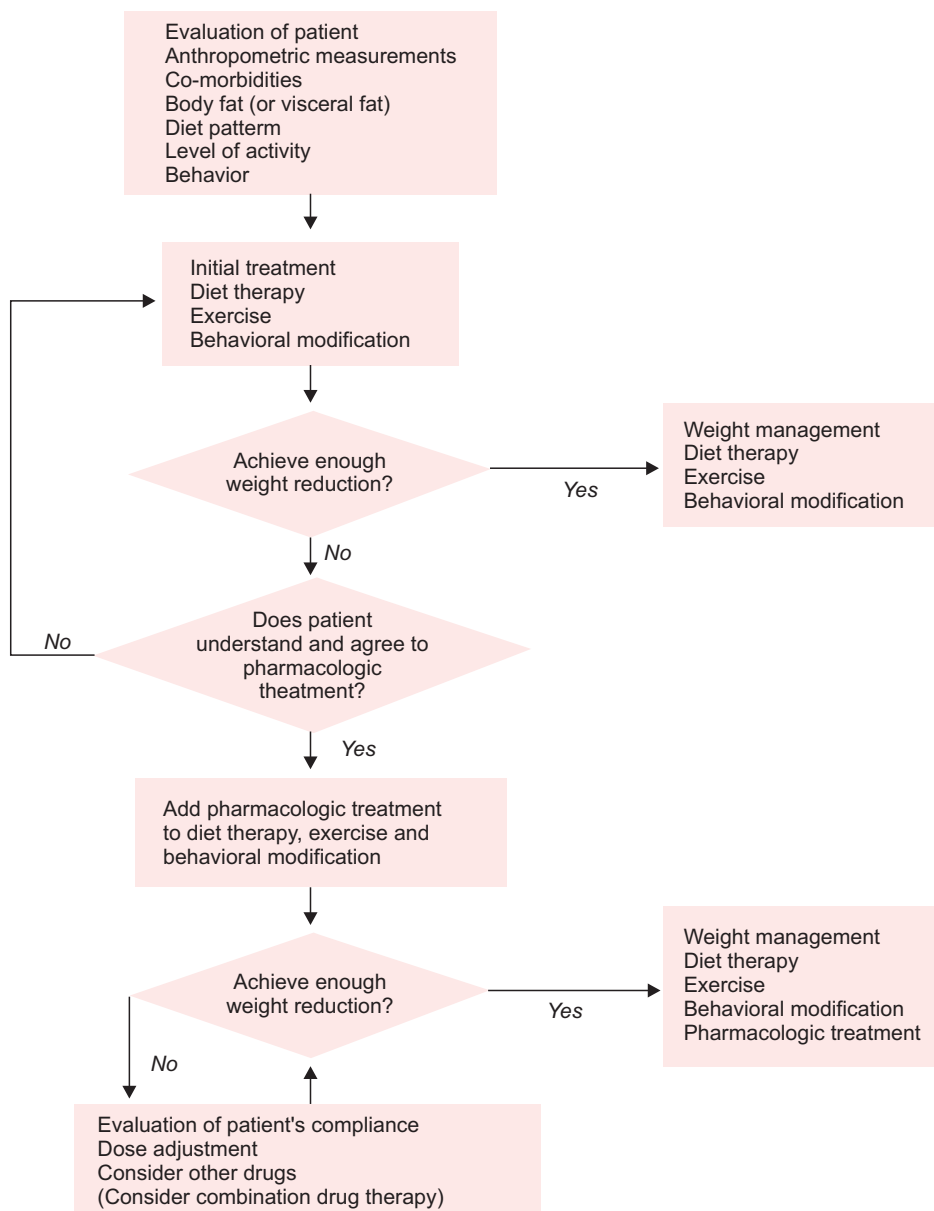 Evaluation of patient
Anthropometric measurements
Co-morbidities
Body fat (or visceral fat)
Diet patterm
Level of activity
Behavior
Initial treatment
Diet therapy
Exercise
Behavioral modification
Achieve enough
weight reduction?
Yes
Weight management
Diet therapy
Exercise
Behavioral modification
No
Does patient
understand and agree to
pharmacologic
theatment?
No
Yes
Add pharmacologic treatment
to diet therapy, exercise and
behavioral modification
Achieve enough
weight reduction?
Yes
Weight management
Diet therapy
Exercise
Behavioral modification
Pharmacologic treatment
No
Evaluation of patient's compliance
Dose adjustment
Consider other drugs
(Consider combination drug therapy)